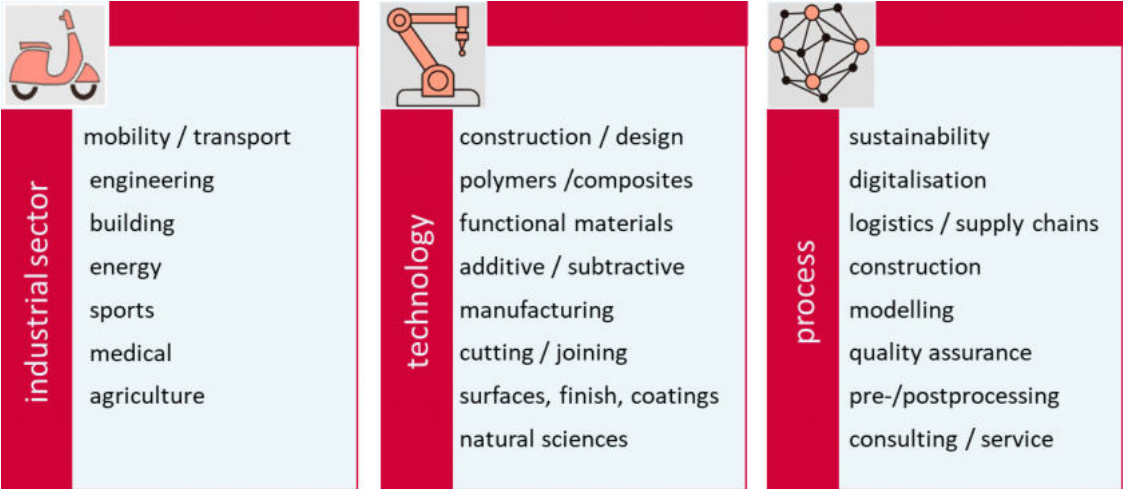 industrial sector
mobility / transport
engineering
building
energy
sports
medical
agriculture
technology
construction / design
polymers /composites
functional materials
additive / subtractive
manufacturing
cutting / joining
surfaces, finish, coatings
natural sciences
process
sustainability
digitalisation
logistics / supply chains
construction
modelling
quality assurance
pre-/postprocessing
consulting / service